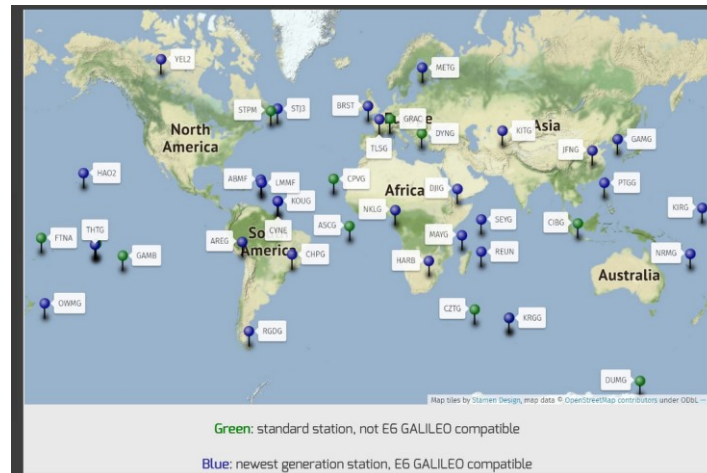 YEL2
METG
STPM
STJ3
BRST
GRAC
Europe
Asia
North
America
TLSG
DYNG
KITG
GAMG
JFNG
HAO2
ABMF
LMMF
CPVG
Africa
DJIG
PTGG
KOUG
NKLG
SEYG
KIRG
FTNA
THTG
GAMB
AREG
CYNE
South
America
CHPG
ASCG
MAYG
HARB
REUN
CIBG
NRMG
Australia
OWMG
RGDG
CZTG
KRGG
DUMG
Map tiles by Stamen Design, map data © OpenStreetMap contributors under ODbL —
Green: standard station, not E6 GALILEO compatible
Blue: newest generation station, E6 GALILEO compatible